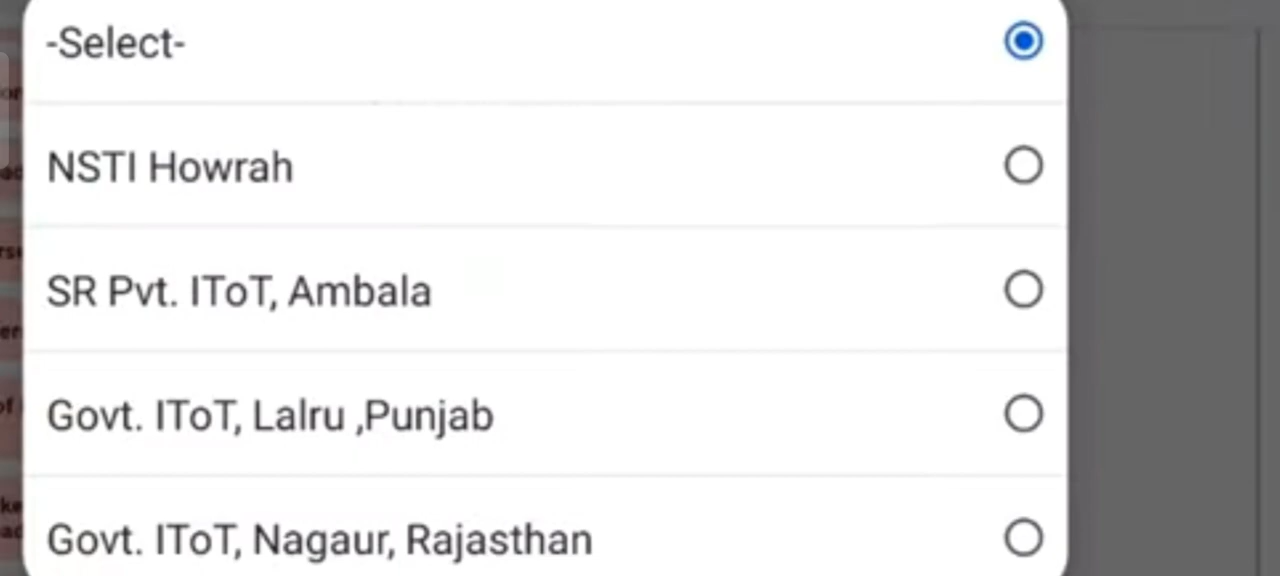 -Select-
NSTI Howrah
SR Pvt. IToT, Ambala
Govt. IToT, Lalru ,Punjab
Govt. IToT, Nagaur, Rajasthan